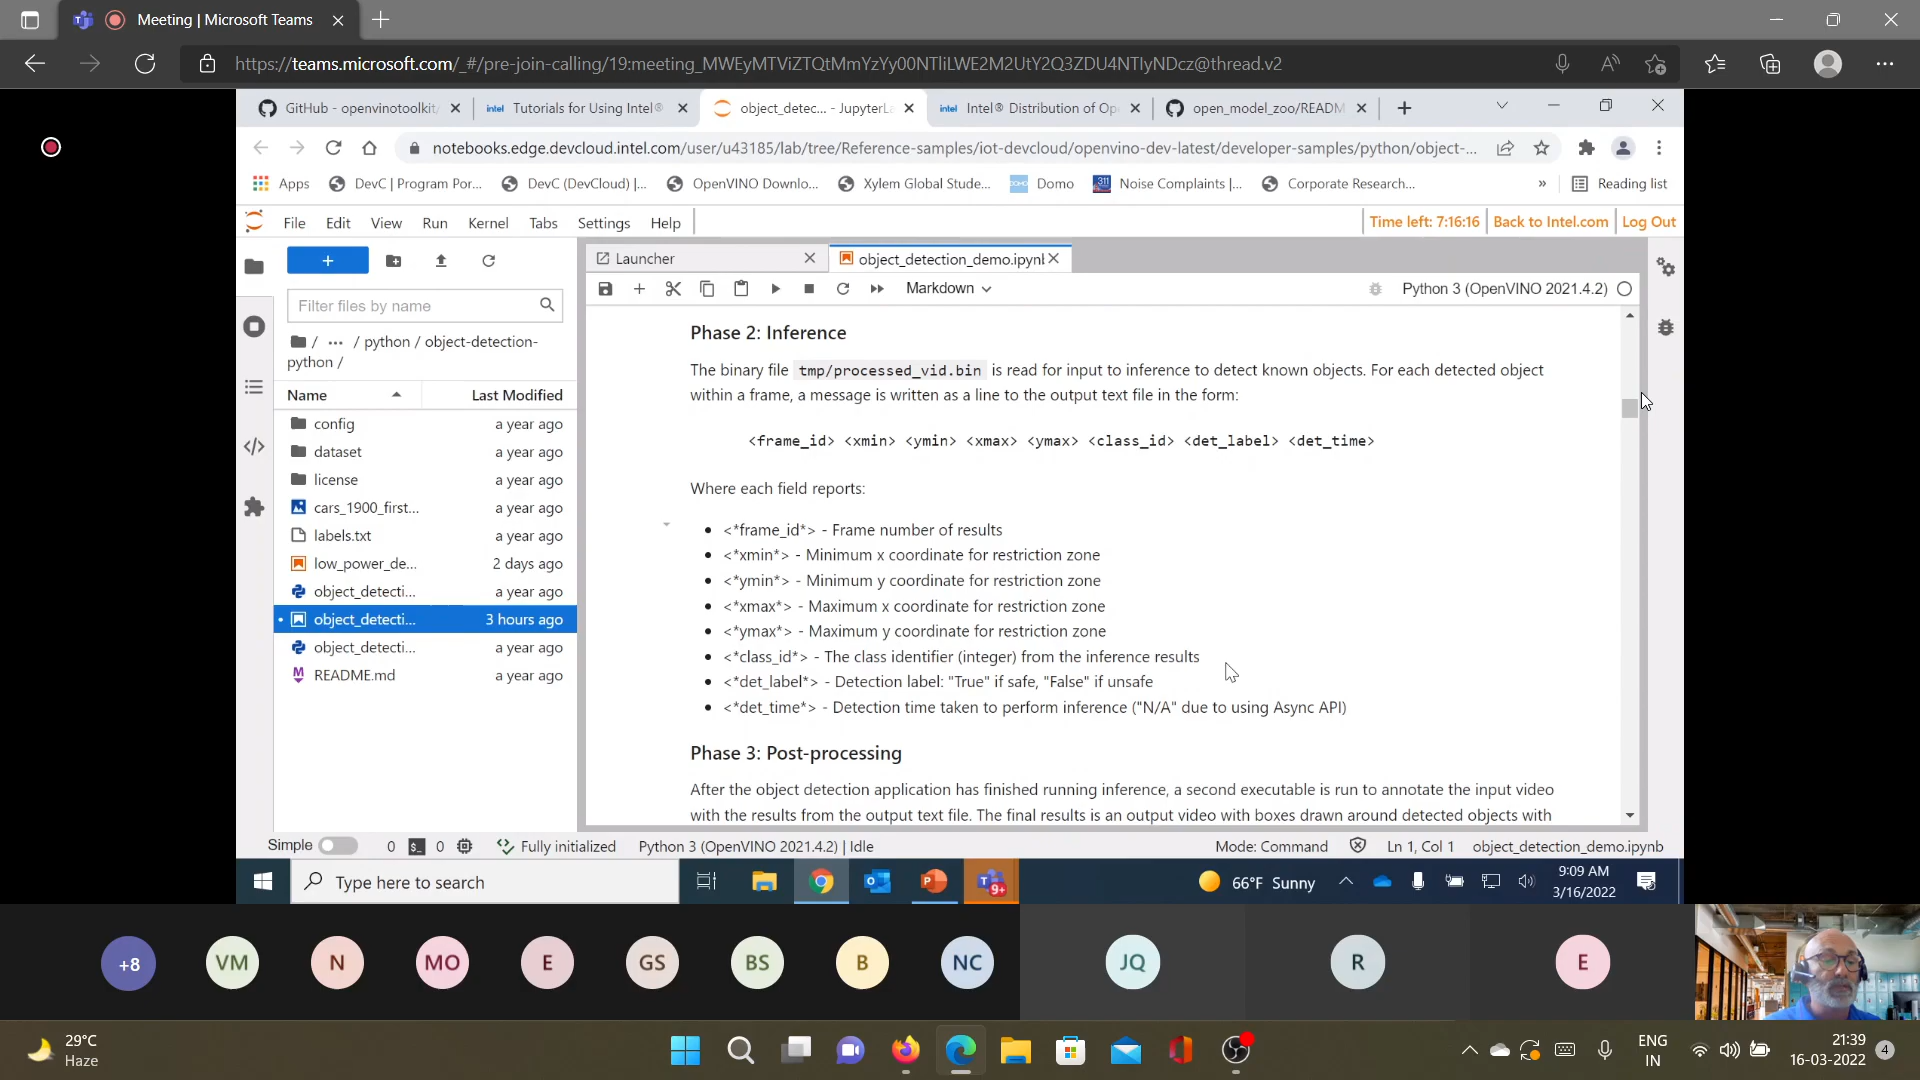 Meeting | Microsoft Teams
https://teams.microsoft.com/_#/pre-join-calling/19:meeting_MWEyMTViZTQtMmYzYy00NTliLWE2M2UtY2Q3ZDU4NTIyNDcz@thread.v2
GitHub - openvinotoolkit/
intel Tutorials for Using Intel®
object_detec... - JupyterLa
intel Intel® Distribution of Op
open_model_zoo/READM
notebooks.edge.devcloud.intel.com/user/u43185/lab/tree/Reference-samples/iot-devcloud/openvino-dev-latest/developer-samples/python/object-...
Apps DevC | Program Por... DevC (DevCloud) |... OpenVINO Downlo... Xylem Global Stude... Domo Noise Complaints |... Corporate Research... » Reading list
File Edit View Run Kernel Tabs Settings Help
Time left: 7:16:16 Back to Intel.com Log Out
Launcher
object_detection_demo.ipynl
Filter files by name
Markdown
Python 3 (OpenVINO 2021.4.2)
/ ... / python / object-detection-
python /
Name Last Modified
config a year ago
dataset a year ago
license a year ago
cars_1900_first... a year ago
labels.txt a year ago
low_power_de... 2 days ago
object_detecti... a year ago
object_detecti... 3 hours ago
object_detecti... a year ago
README.md a year ago
Phase 2: Inference
The binary file tmp/processed_vid.bin is read for input to inference to detect known objects. For each detected object
within a frame, a message is written as a line to the output text file in the form:
<frame_id> <xmin> <ymin> <xmax> <ymax> <class_id> <det_label> <det_time>
Where each field reports:
• <*frame_id*> - Frame number of results
• <*xmin*> - Minimum x coordinate for restriction zone
• <*ymin*> - Minimum y coordinate for restriction zone
• <*xmax*> - Maximum x coordinate for restriction zone
• <*ymax*> - Maximum y coordinate for restriction zone
• <*class_id*> - The class identifier (integer) from the inference results
• <*det_label*> - Detection label: "True" if safe, "False" if unsafe
• <*det_time*> - Detection time taken to perform inference ("N/A" due to using Async API)
Phase 3: Post-processing
After the object detection application has finished running inference, a second executable is run to annotate the input video
with the results from the output text file. The final results is an output video with boxes drawn around detected objects with
Simple 0 0 Fully initialized Python 3 (OpenVINO 2021.4.2) | Idle
Mode: Command Ln 1, Col 1 object_detection_demo.ipynb
Type here to search
9+
66°F Sunny
9:09 AM
3/16/2022
+8 VM N MO E GS BS B NC JQ R E
29°C
Haze
ENG
IN
21:39
16-03-2022
4